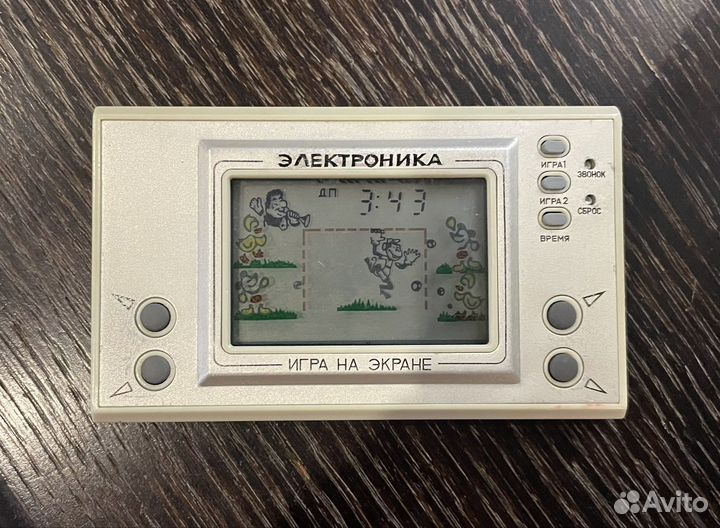 ЭЛЕКТРОНИКА
ИГРА 1
ЗВОНОК
ИГРА 2
СБРОС
ВРЕМЯ
ДП 3:43
ИГРА НА ЭКРАНЕ
Avito